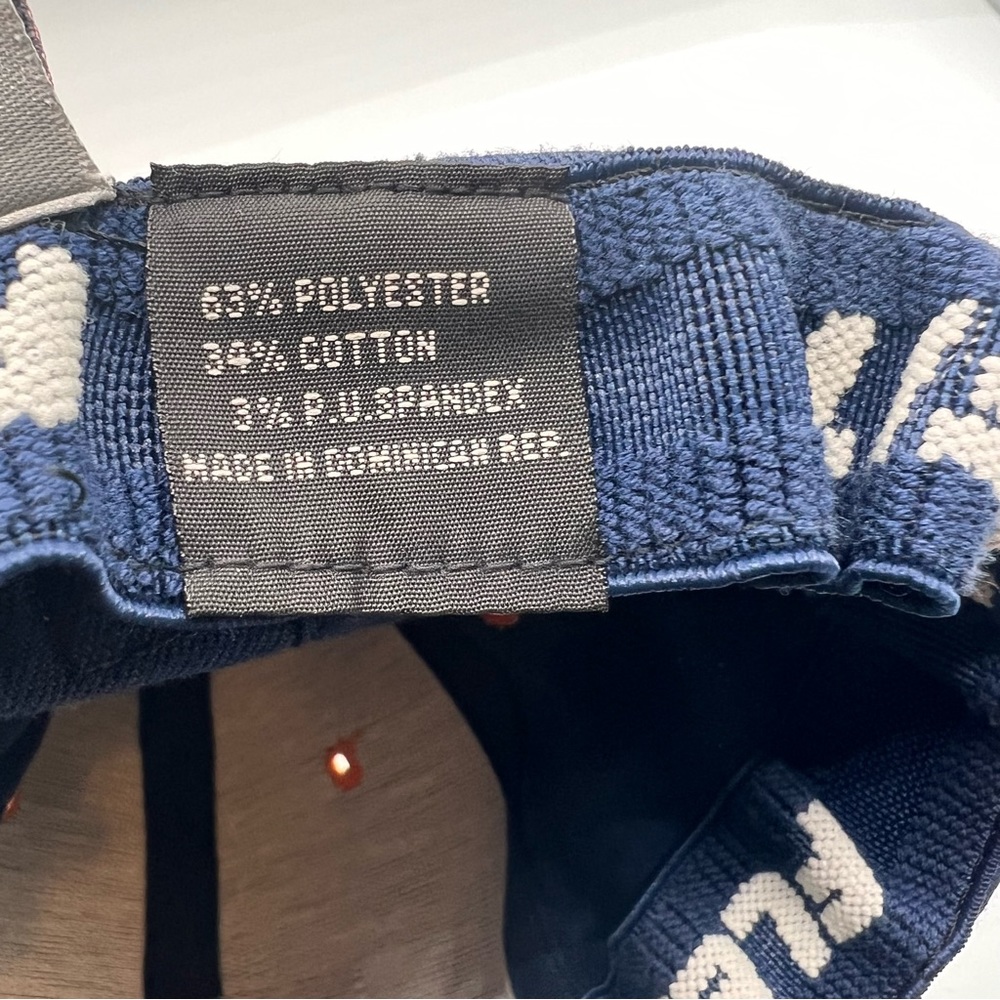 63% POLYESTER
34% COTTON
3% P.U.SPANDEX
MADE IN DOMINICAN REP.